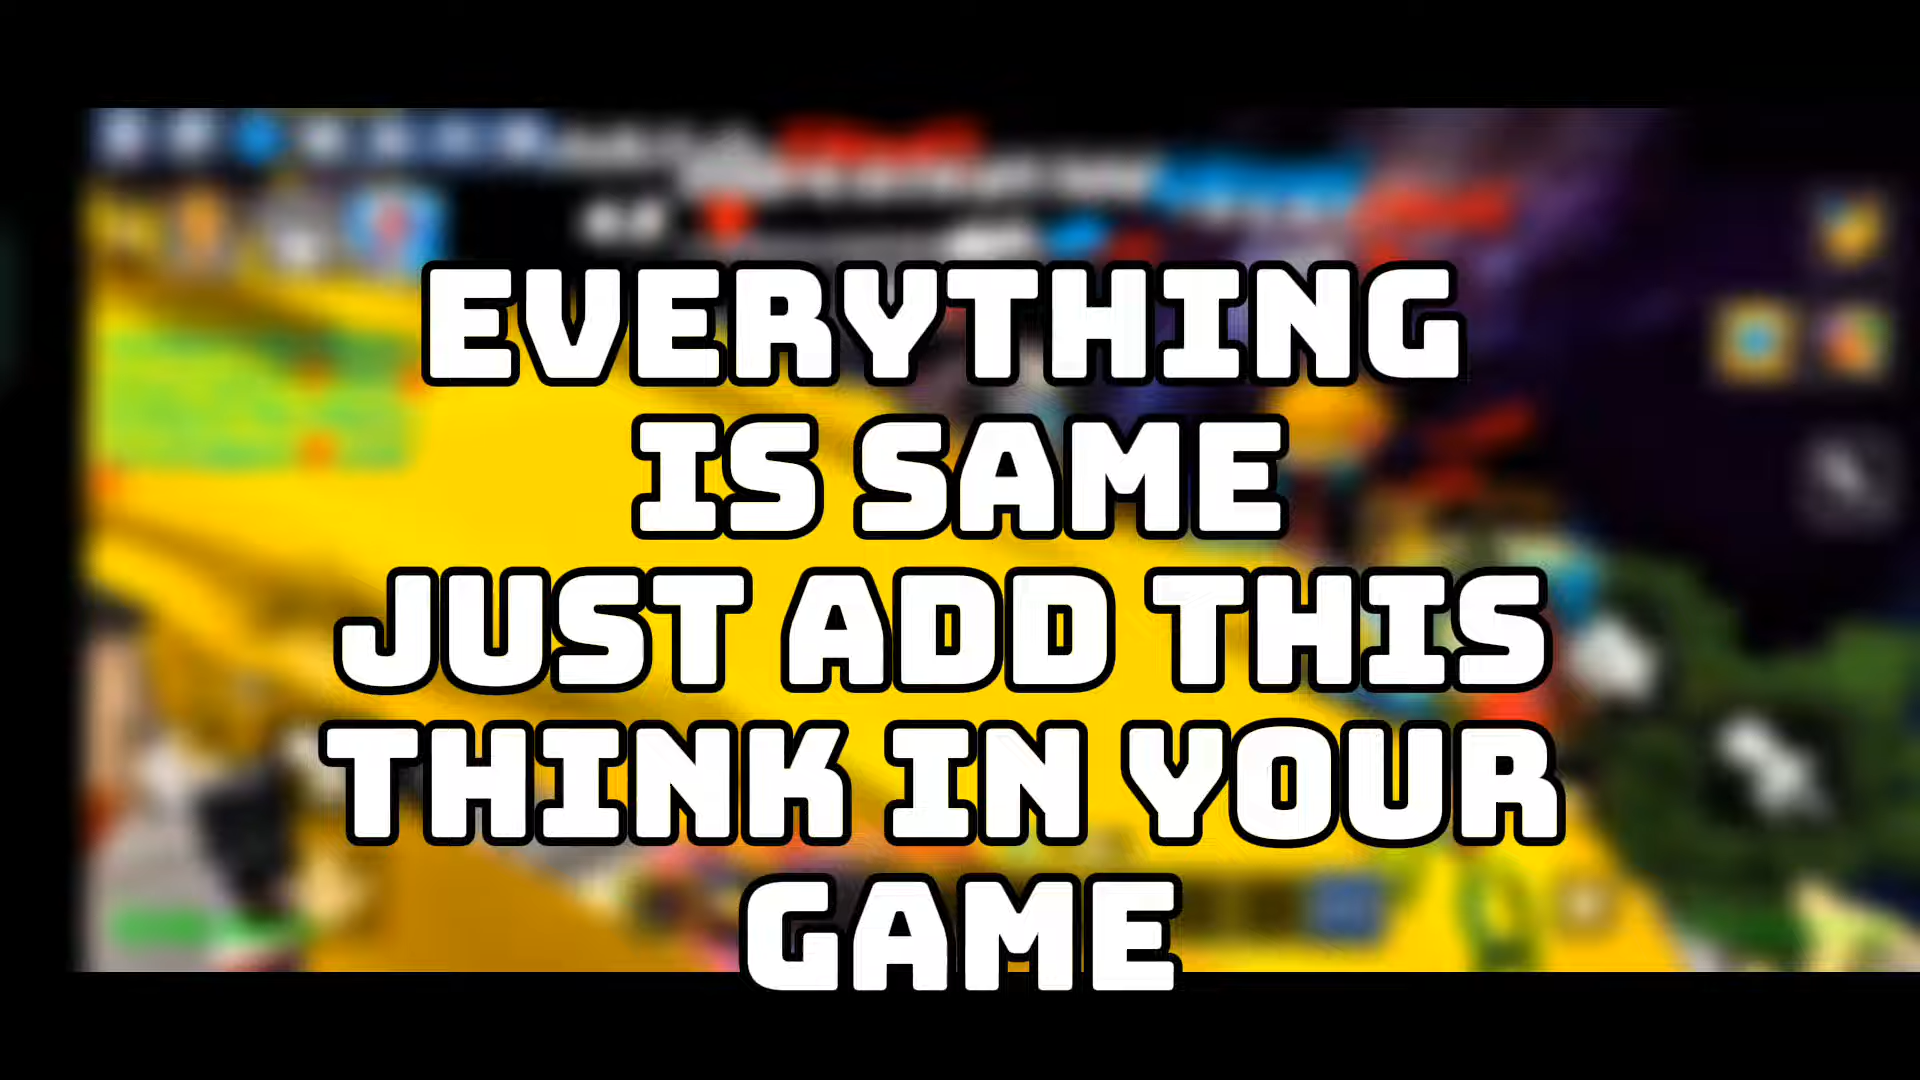 EVERYTHING
IS SAME
JUST ADD THIS
THINK IN YOUR
GAME